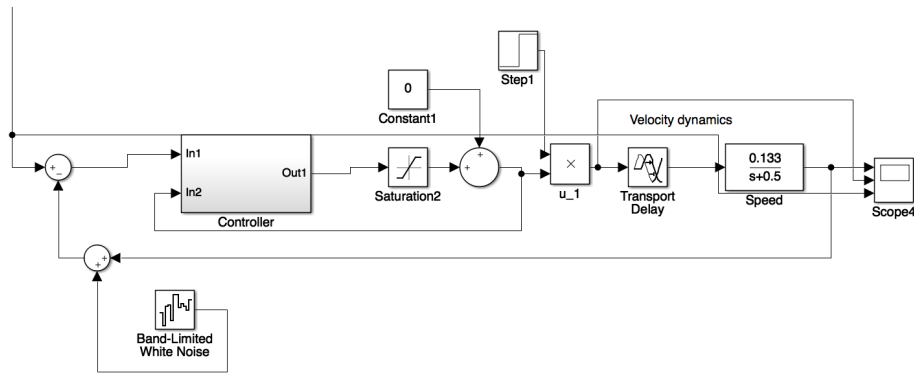 Step1
0
Constant1
Velocity dynamics
+
−
In1
In2
Out1
Controller
Saturation2
+
+
×
u_1
Transport
Delay
0.133
s+0.5
Speed
Scope4
+
+
Band-Limited
White Noise